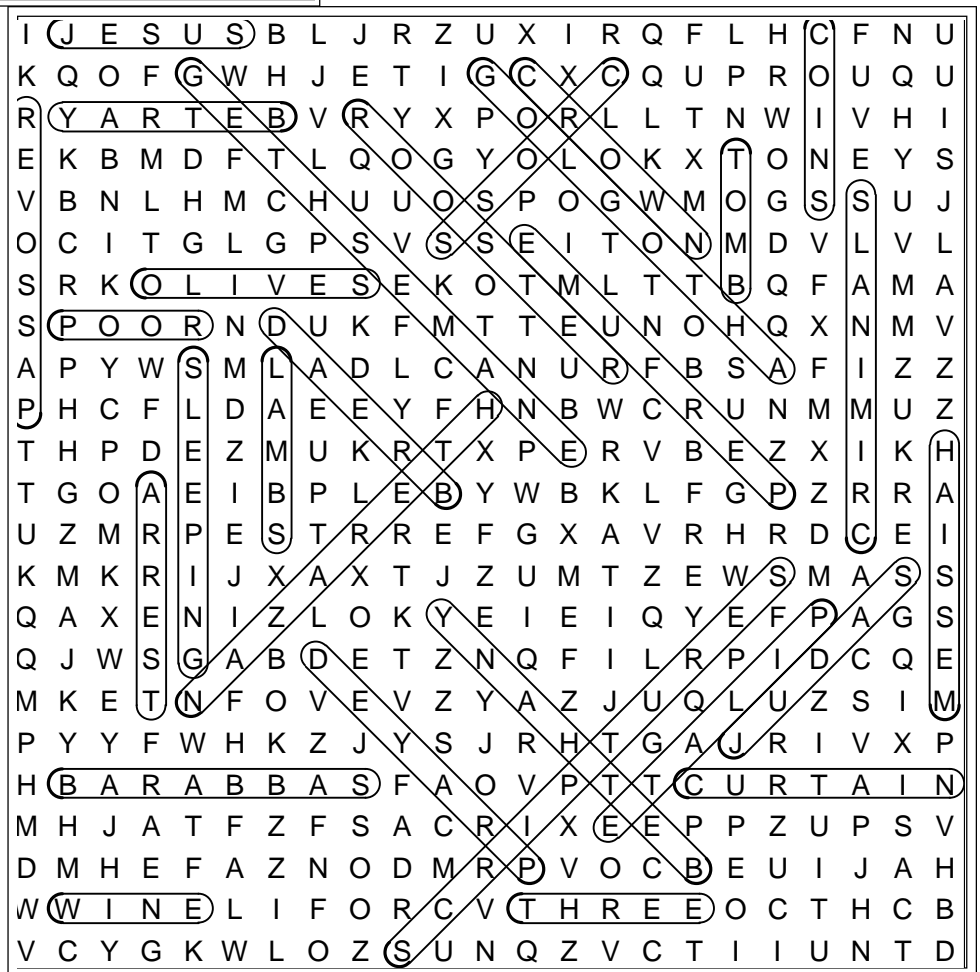 I J E S U S B L J R Z U X I R Q F L H C F N U
K Q O F G W H J E T I G C X C Q U P R O U Q U
R Y A R T E B V R Y X P O R L L T N W I V H I
E K B M D F T L Q O G Y O L O K X T O N E Y S
V B N L H M C H U U O S P O G W M O G S S U J
O C I T G L G P S V S S E I T O N M D V L V L
S R K O L I V E S E K O T M L T T B Q F A M A
S P O O R N D U K F M T T E U N O H Q X N M V
A P Y W S M L A D L C A N U R F B S A F I Z Z
P H C F L D A E E Y F H N B W C R U N M M U Z
T H P D E Z M U K R T X P E R V B E Z X I K H
T G O A E I B P L E B Y W B K L F G P Z R R A
U Z M R P E S T R R E F G X A V R H R D C E I
K M K R I J X A X T J Z U M T Z E W S M A S S
Q A X E N I Z L O K Y E I E I Q Y E F P A G S
Q J W S G A B D E T Z N Q F I L R P I D C Q E
M K E T N F O V E V Z Y A Z J U Q L U Z S I M
P Y Y F W H K Z J Y S J R H T G A J R I V X P
H B A R A B B A S F A O V P T T C U R T A I N
M H J A T F Z F S A C R I X E E P P Z U P S V
D M H E F A Z N O D M R P V O C B E U I J A H
W W I N E L I F O R C V T H R E E O C T H C B
V C Y G K W L O Z S U N Q Z V C T I I U N T D